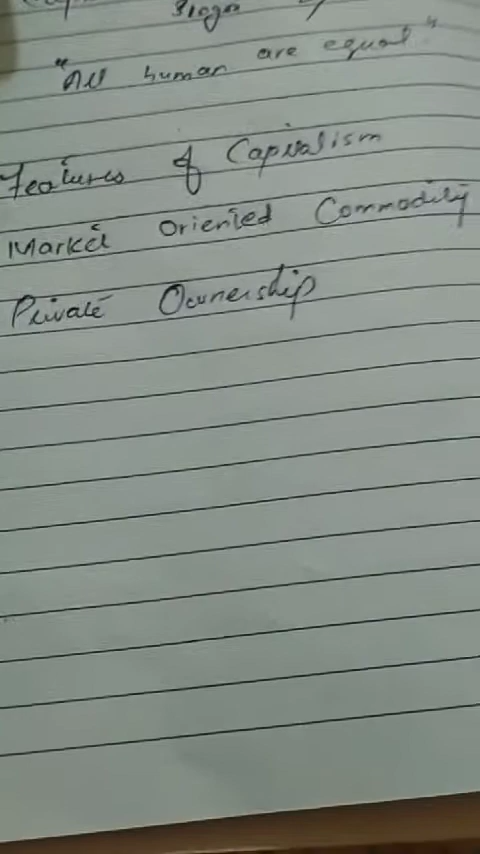 "All human are equal"
Features of Capitalism
Market Oriented Commodity
Private Ownership